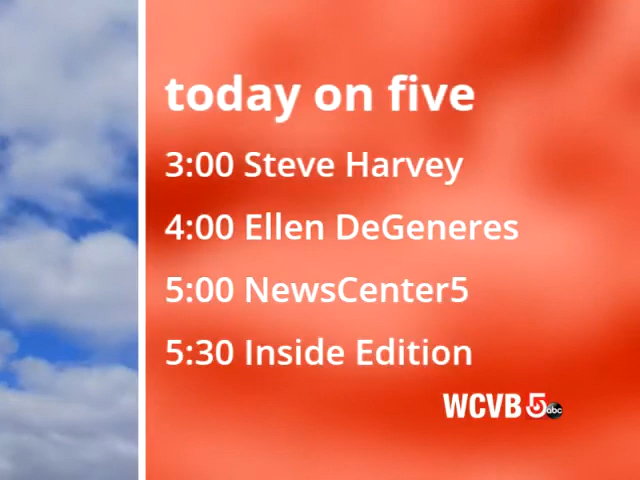 today on five
3:00 Steve Harvey
4:00 Ellen DeGeneres
5:00 NewsCenter5
5:30 Inside Edition
WCVB 5 abc